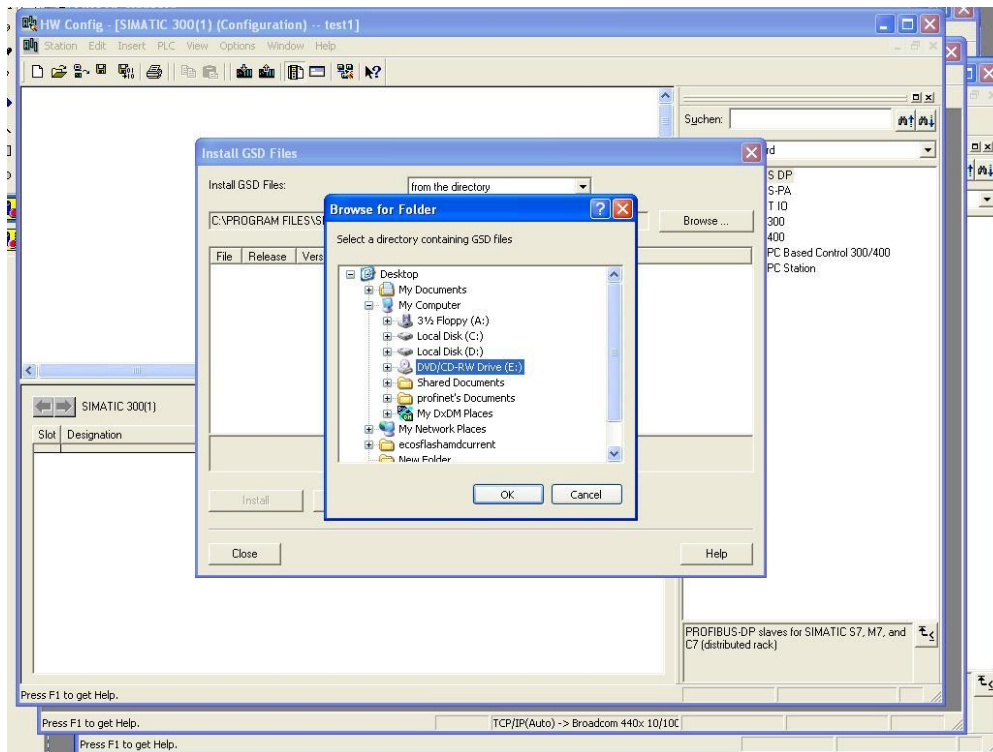 HW Config - [SIMATIC 300(1) (Configuration) -- test1]
Station Edit Insert PLC View Options Window Help
Suchen:
Install GSD Files
rd
Install GSD Files:
from the directory
S DP
S-PA
T IO
300
400
PC Based Control 300/400
PC Station
C:\PROGRAM FILES\S
Browse ...
File Release Vers
Browse for Folder
Select a directory containing GSD files
Desktop
My Documents
My Computer
3½ Floppy (A:)
Local Disk (C:)
Local Disk (D:)
DVD/CD-RW Drive (E:)
Shared Documents
profinet's Documents
My DxDM Places
My Network Places
ecosflashamdcurrent
New Folder
OK Cancel
SIMATIC 300(1)
Slot Designation
Install
Close
Help
PROFIBUS-DP slaves for SIMATIC S7, M7, and
C7 (distributed rack)
Press F1 to get Help.
Press F1 to get Help.
TCP/IP(Auto) -> Broadcom 440x 10/100
Press F1 to get Help.